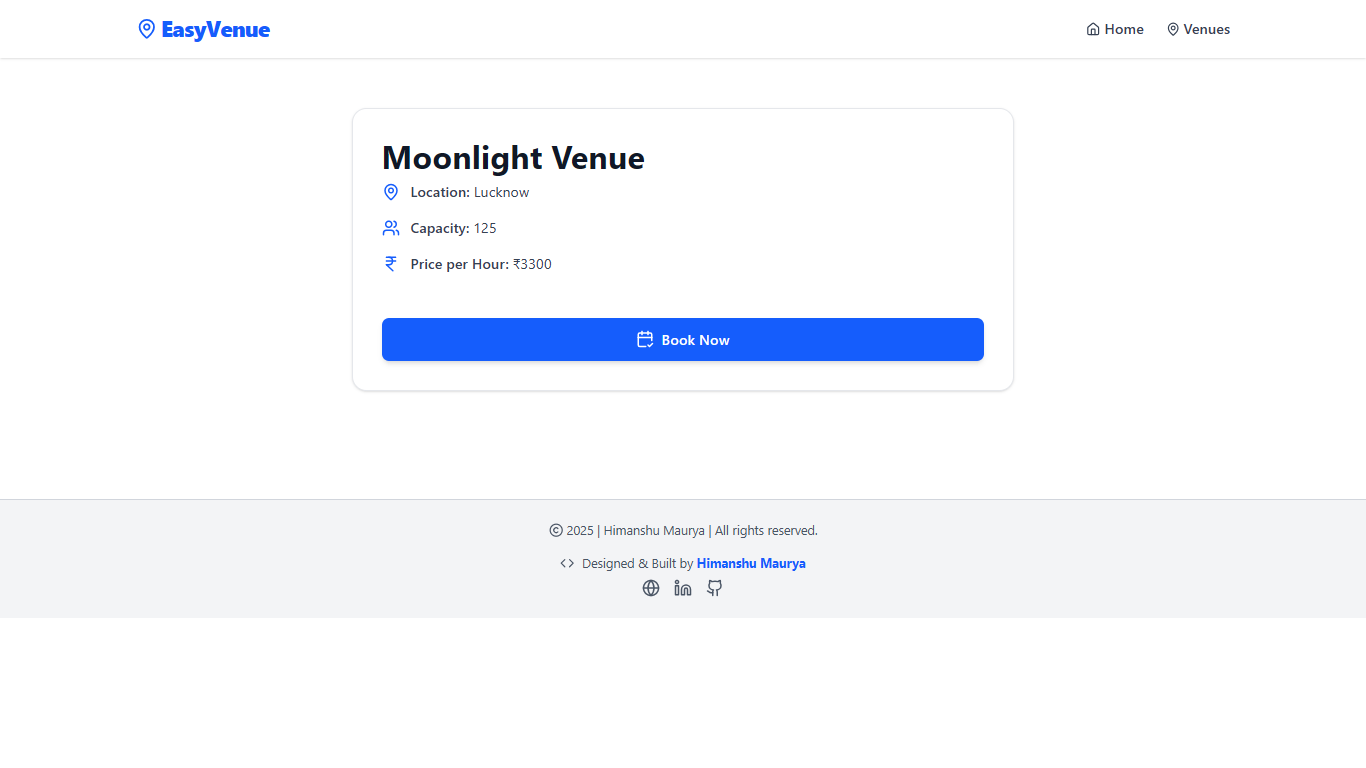 EasyVenue
Home
Venues
Moonlight Venue
Location: Lucknow
Capacity: 125
Price per Hour: ₹3300
Book Now
© 2025 | Himanshu Maurya | All rights reserved.
<> Designed & Built by Himanshu Maurya